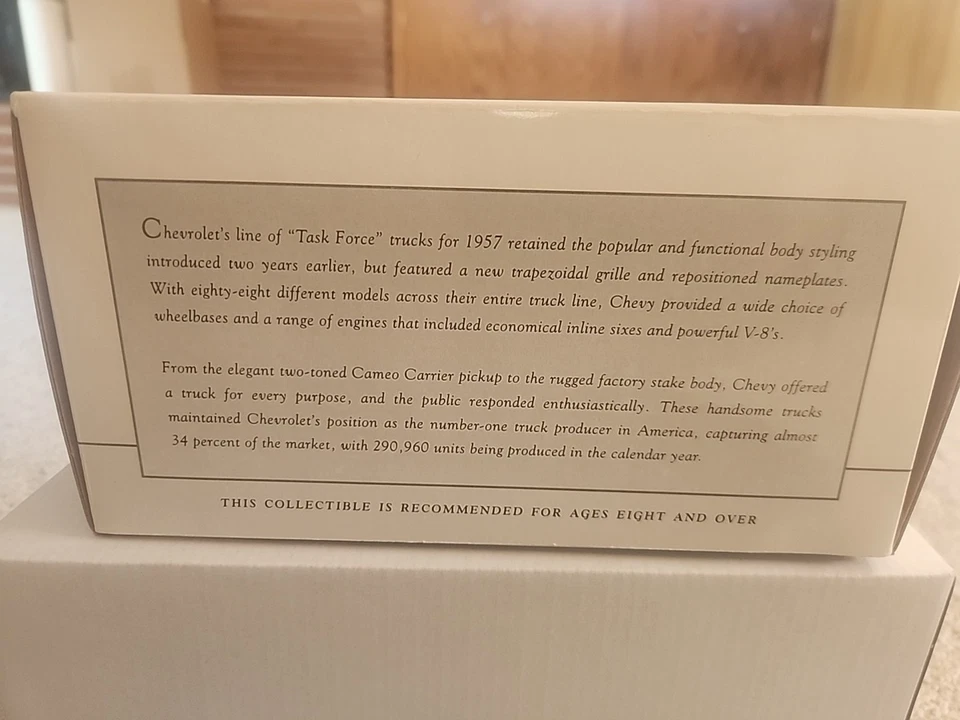 Chevrolet's line of "Task Force" trucks for 1957 retained the popular and functional body styling
introduced two years earlier, but featured a new trapezoidal grille and repositioned nameplates.
With eighty-eight different models across their entire truck line, Chevy provided a wide choice of
wheelbases and a range of engines that included economical inline sixes and powerful V-8's.
From the elegant two-toned Cameo Carrier pickup to the rugged factory stake body, Chevy offered
a truck for every purpose, and the public responded enthusiastically. These handsome trucks
maintained Chevrolet's position as the number-one truck producer in America, capturing almost
34 percent of the market, with 290,960 units being produced in the calendar year.
THIS COLLECTIBLE IS RECOMMENDED FOR AGES EIGHT AND OVER